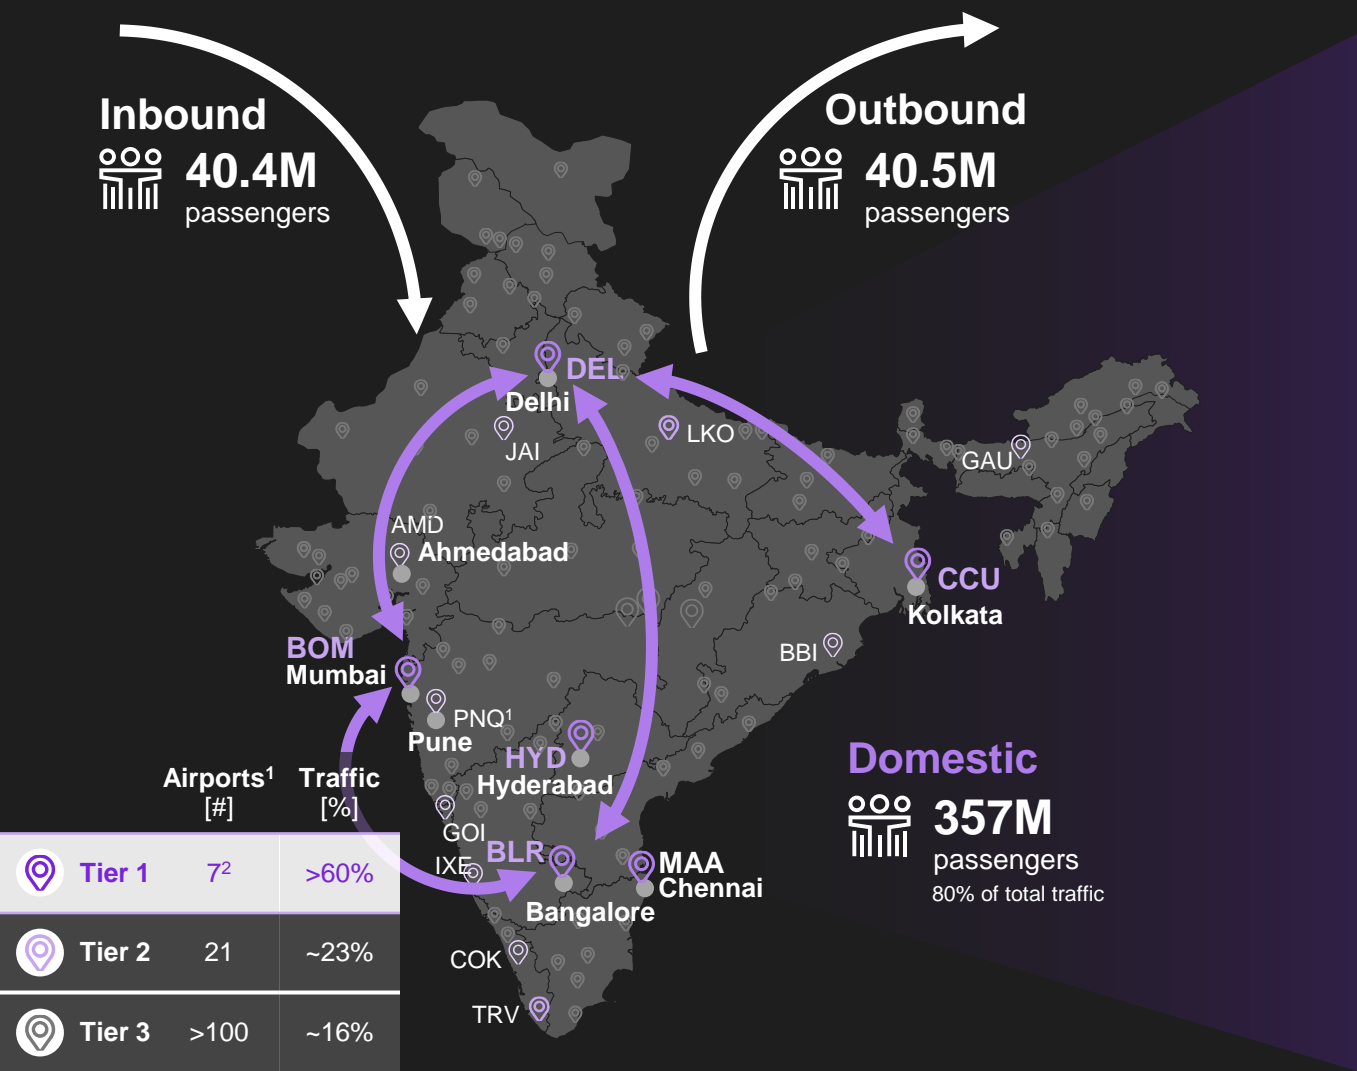 Inbound
40.4M
passengers
Outbound
40.5M
passengers
DEL
Delhi
JAI
LKO
GAU
AMD
Ahmedabad
CCU
Kolkata
BBI
BOM
Mumbai
PNQ¹
Pune
HYD
Hyderabad
GOI
IXE
BLR
Bangalore
MAA
Chennai
COK
TRV
Domestic
357M
passengers
80% of total traffic
Airports¹ Traffic
[#] [%]
Tier 1 7² >60%
Tier 2 21 ~23%
Tier 3 >100 ~16%